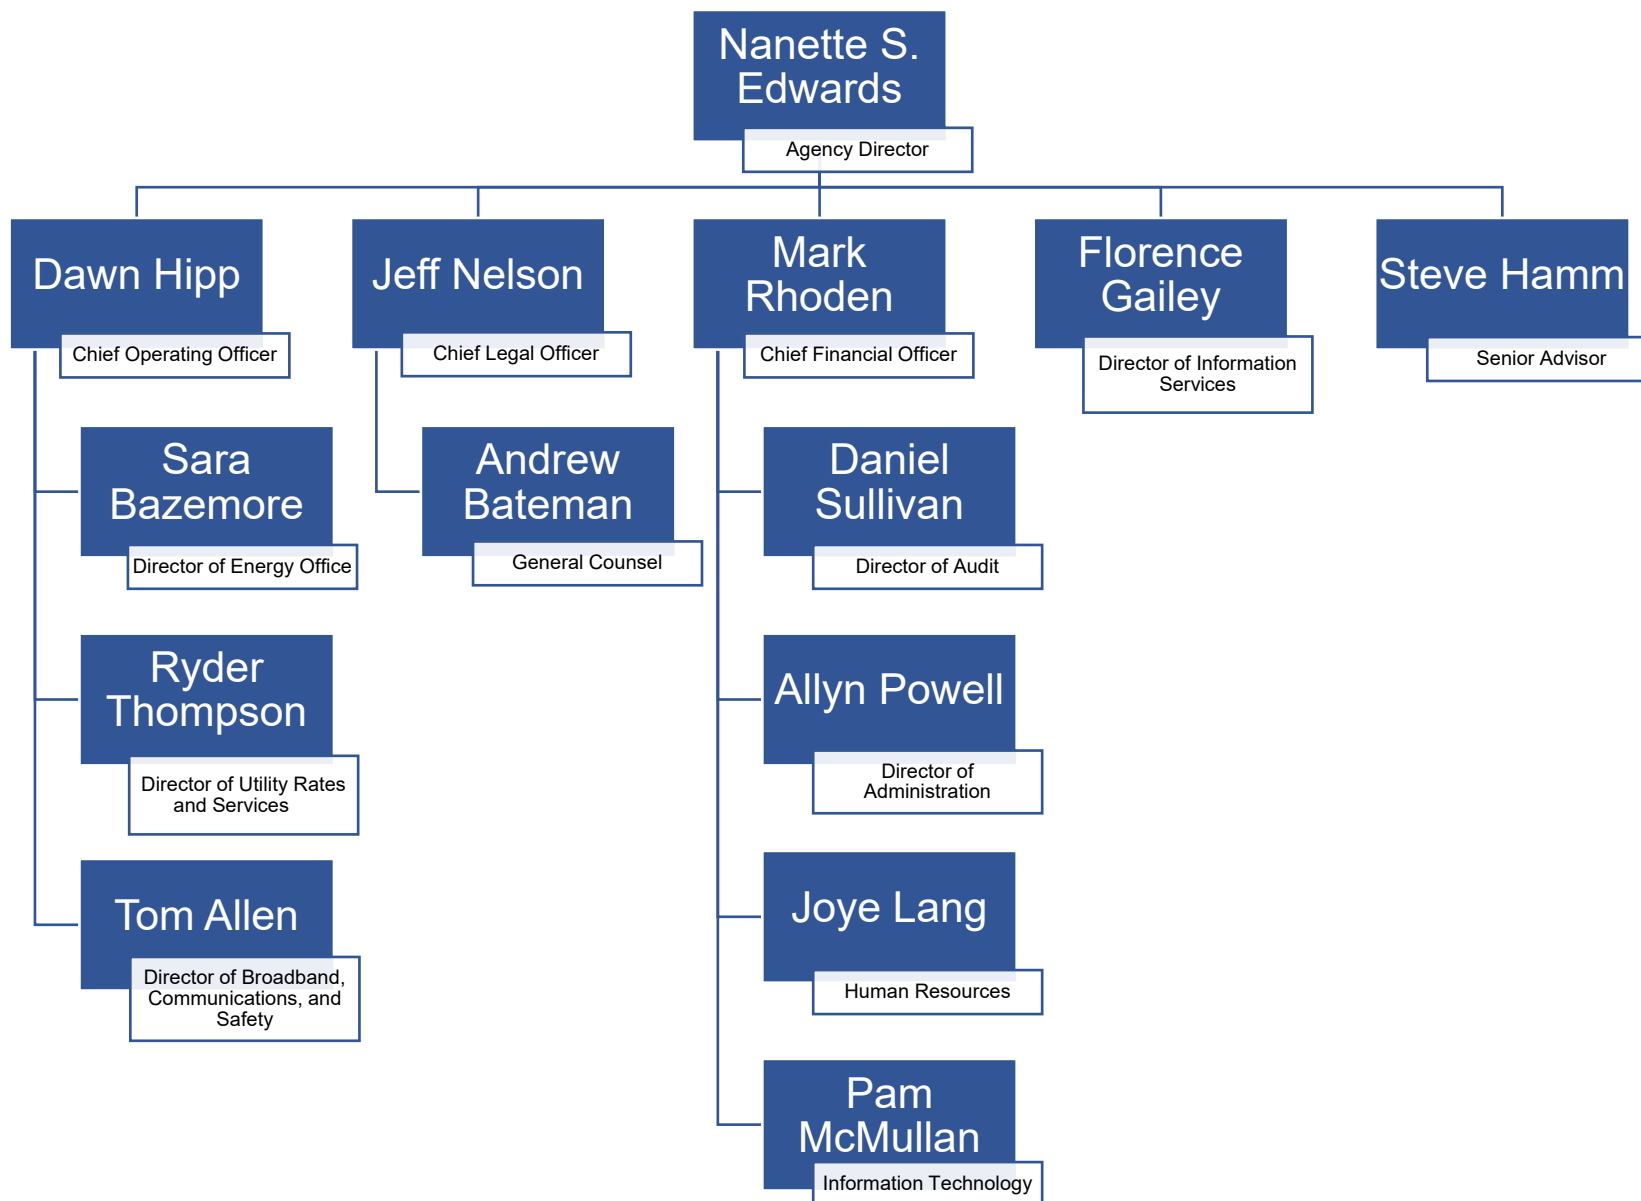 Nanette S.
Edwards
Agency Director
Dawn Hipp
Chief Operating Officer
Jeff Nelson
Chief Legal Officer
Mark
Rhoden
Chief Financial Officer
Florence
Gailey
Director of Information
Services
Steve Hamm
Senior Advisor
Sara
Bazemore
Director of Energy Office
Andrew
Bateman
General Counsel
Daniel
Sullivan
Director of Audit
Ryder
Thompson
Director of Utility Rates
and Services
Allyn Powell
Director of
Administration
Tom Allen
Director of Broadband,
Communications, and
Safety
Joye Lang
Human Resources
Pam
McMullan
Information Technology